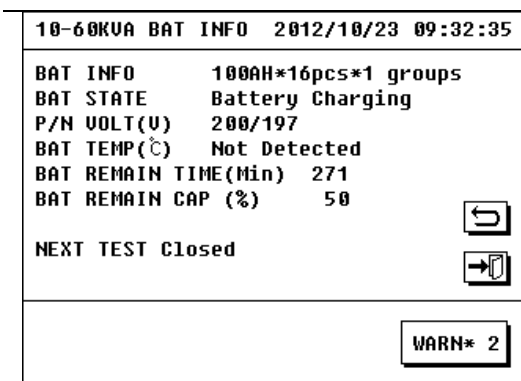 10-60KVA BAT INFO 2012/10/23 09:32:35
BAT INFO 100AH*16pcs*1 groups
BAT STATE Battery Charging
P/N VOLT(V) 200/197
BAT TEMP(℃) Not Detected
BAT REMAIN TIME(Min) 271
BAT REMAIN CAP (%) 50
NEXT TEST Closed
WARN* 2